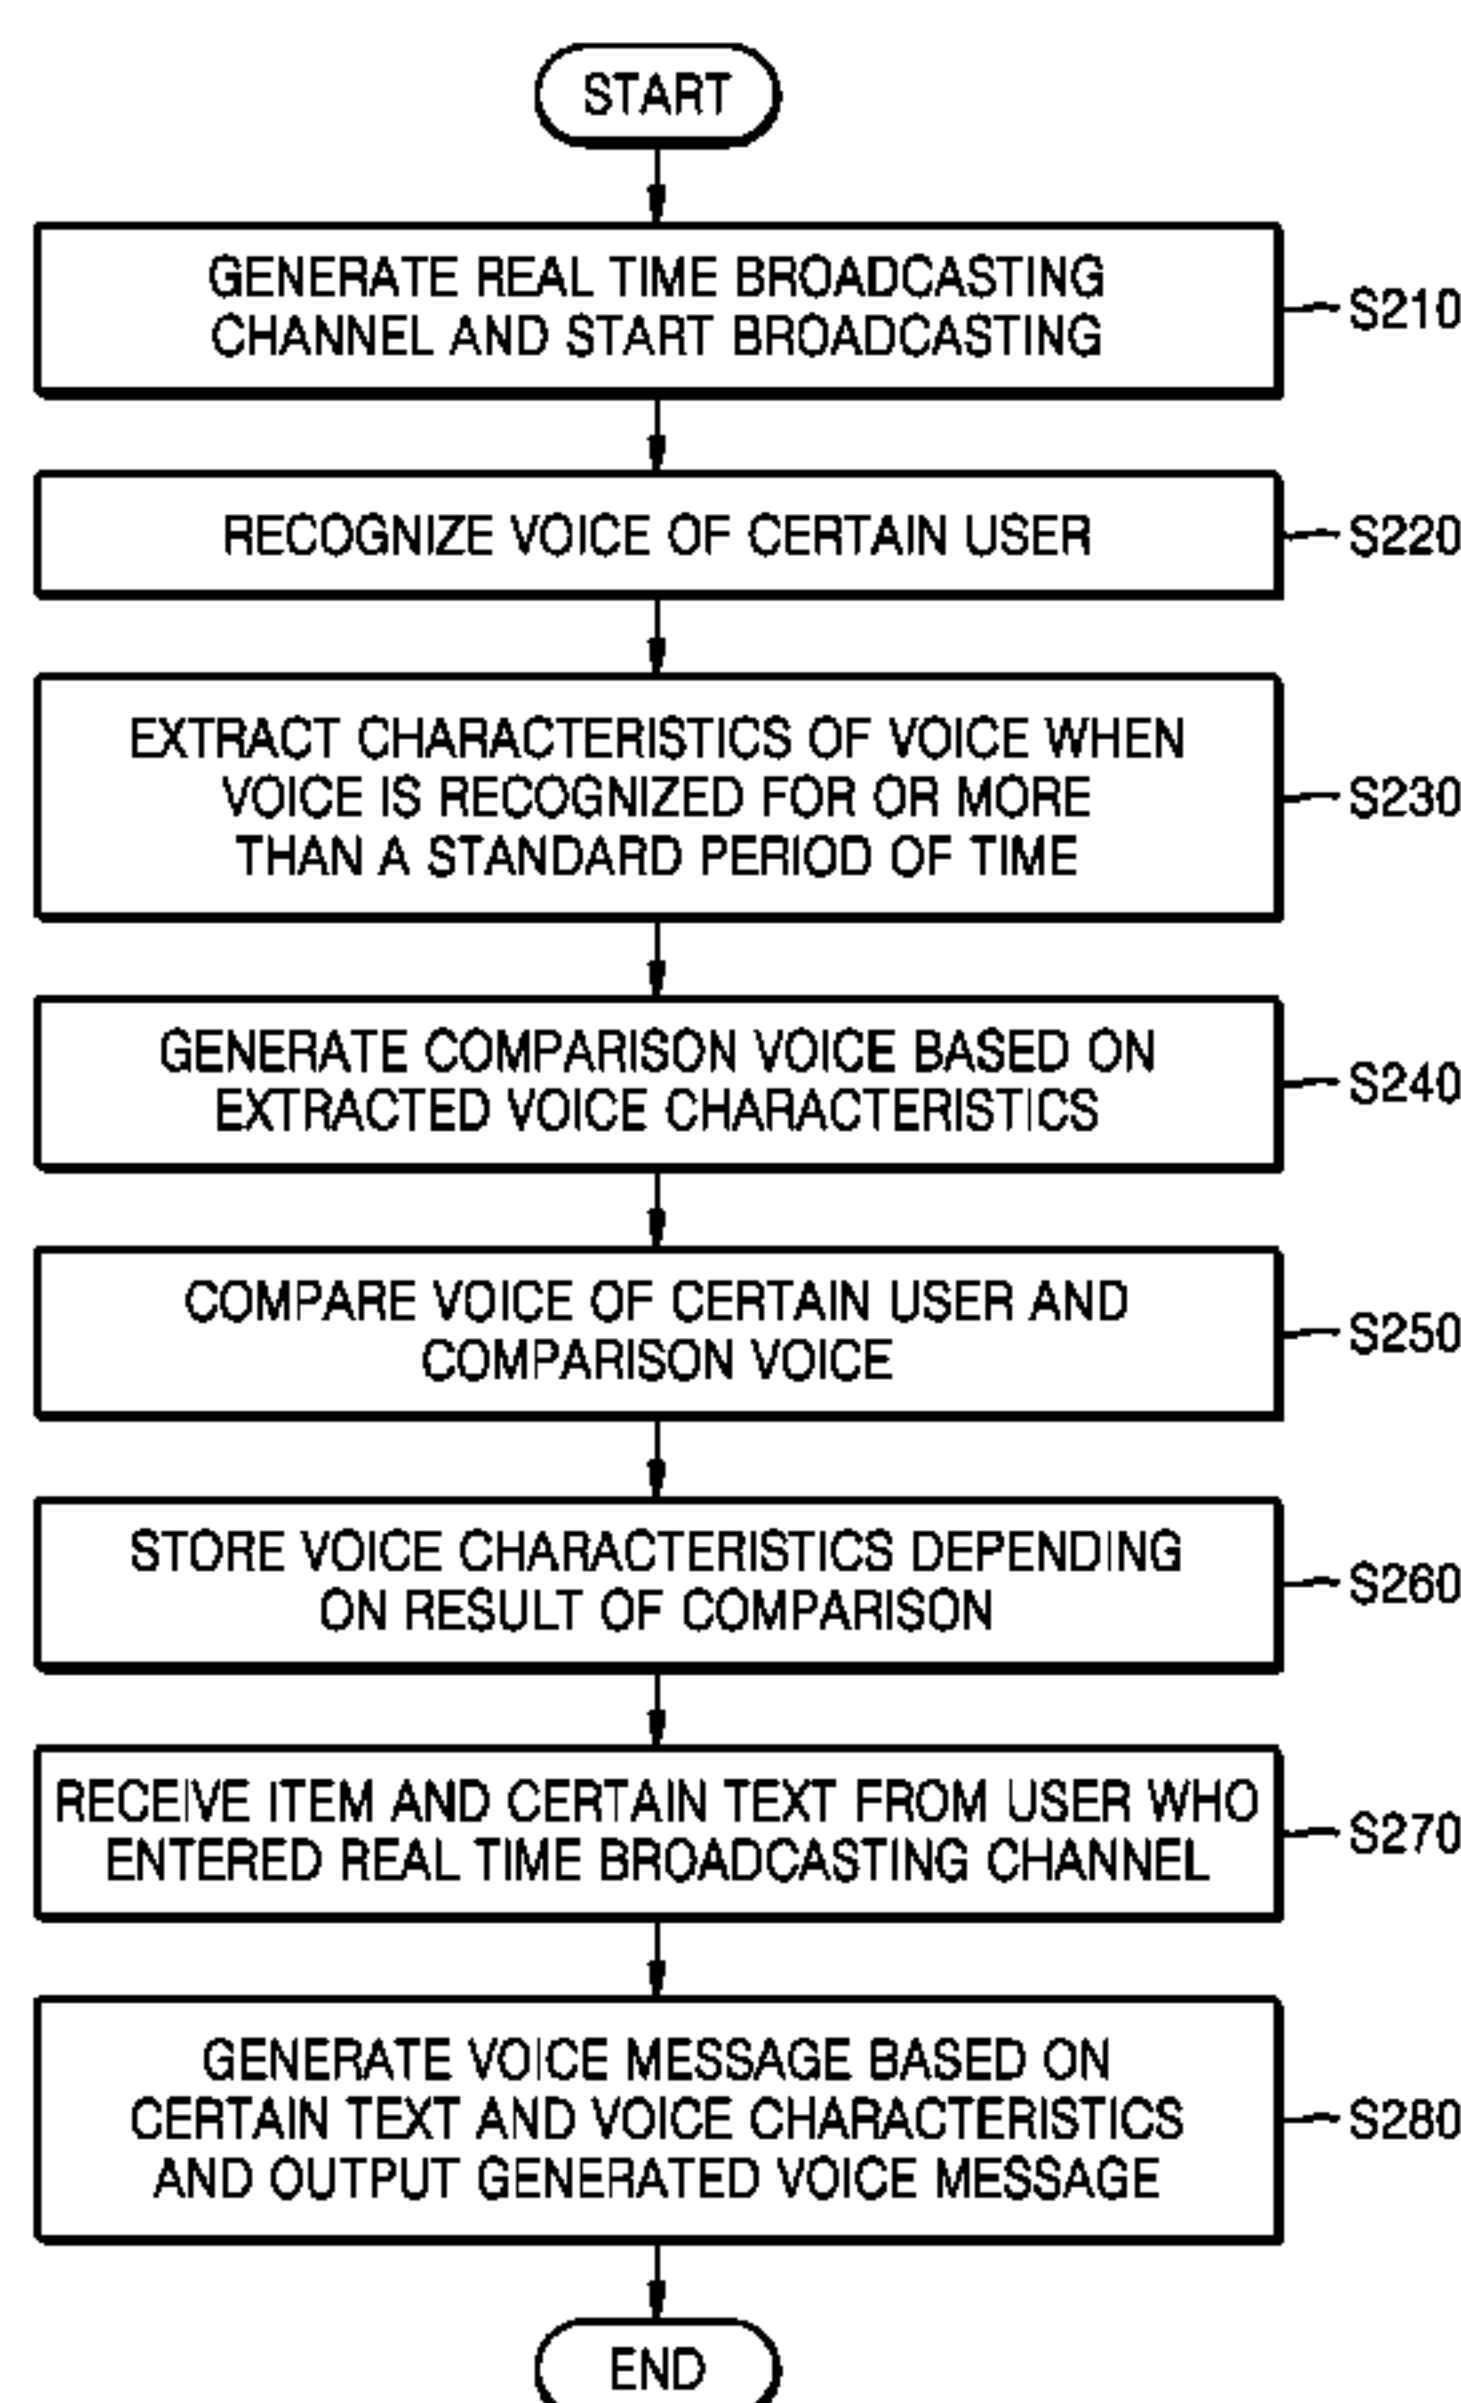 START
GENERATE REAL TIME BROADCASTING
CHANNEL AND START BROADCASTING
S210
RECOGNIZE VOICE OF CERTAIN USER
S220
EXTRACT CHARACTERISTICS OF VOICE WHEN
VOICE IS RECOGNIZED FOR OR MORE
THAN A STANDARD PERIOD OF TIME
S230
GENERATE COMPARISON VOICE BASED ON
EXTRACTED VOICE CHARACTERISTICS
S240
COMPARE VOICE OF CERTAIN USER AND
COMPARISON VOICE
S250
STORE VOICE CHARACTERISTICS DEPENDING
ON RESULT OF COMPARISON
S260
RECEIVE ITEM AND CERTAIN TEXT FROM USER WHO
ENTERED REAL TIME BROADCASTING CHANNEL
S270
GENERATE VOICE MESSAGE BASED ON
CERTAIN TEXT AND VOICE CHARACTERISTICS
AND OUTPUT GENERATED VOICE MESSAGE
S280
END